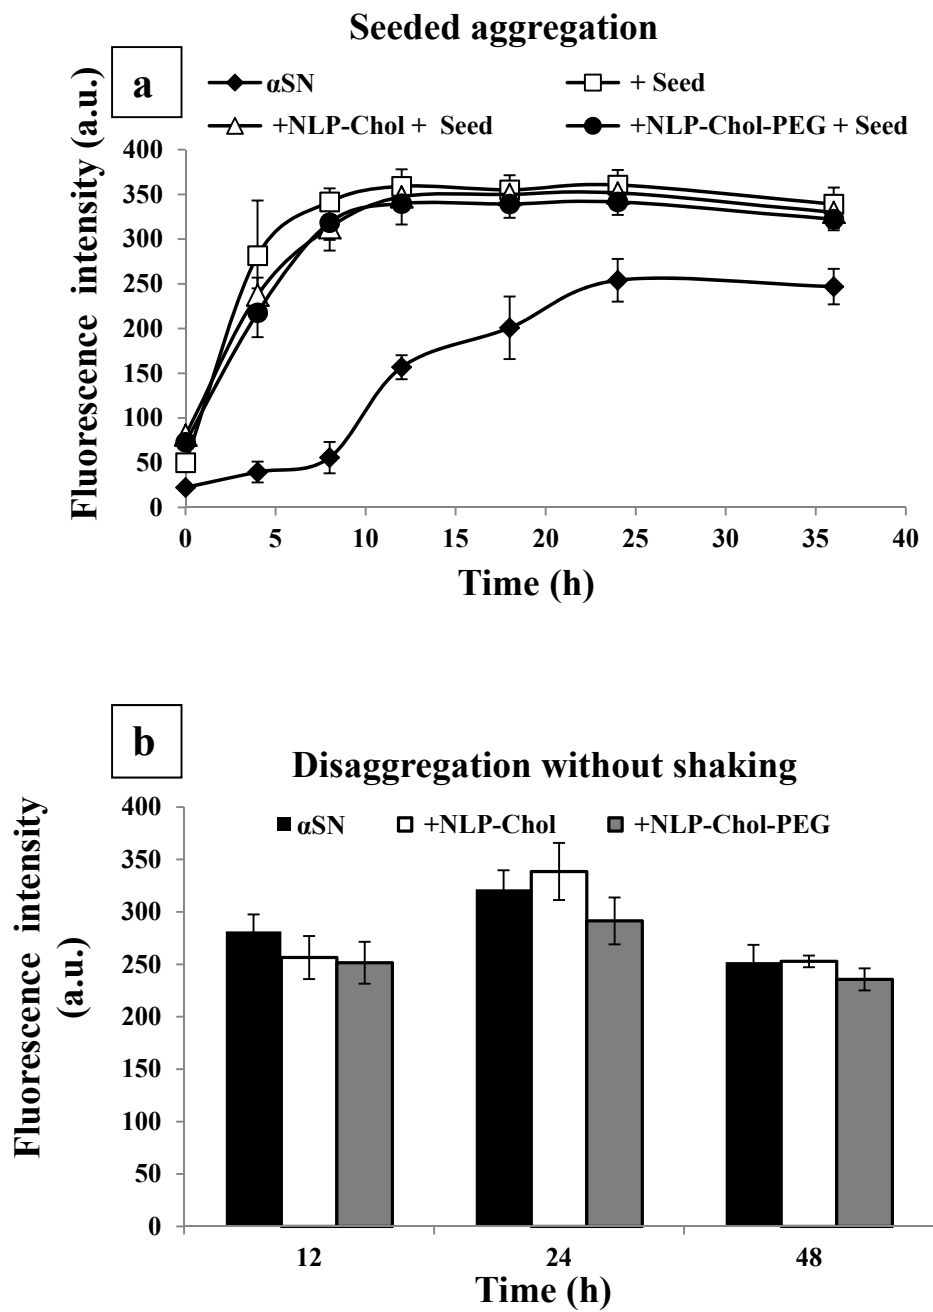 Seeded aggregation
a
αSN
+ Seed
+NLP-Chol + Seed
+NLP-Chol-PEG + Seed
Fluorescence intensity (a.u.)
400
350
300
250
200
150
100
50
0
0 5 10 15 20 25 30 35 40
Time (h)
b
Disaggregation without shaking
αSN +NLP-Chol +NLP-Chol-PEG
Fluorescence intensity
(a.u.)
400
350
300
250
200
150
100
50
0
12 24 48
Time (h)